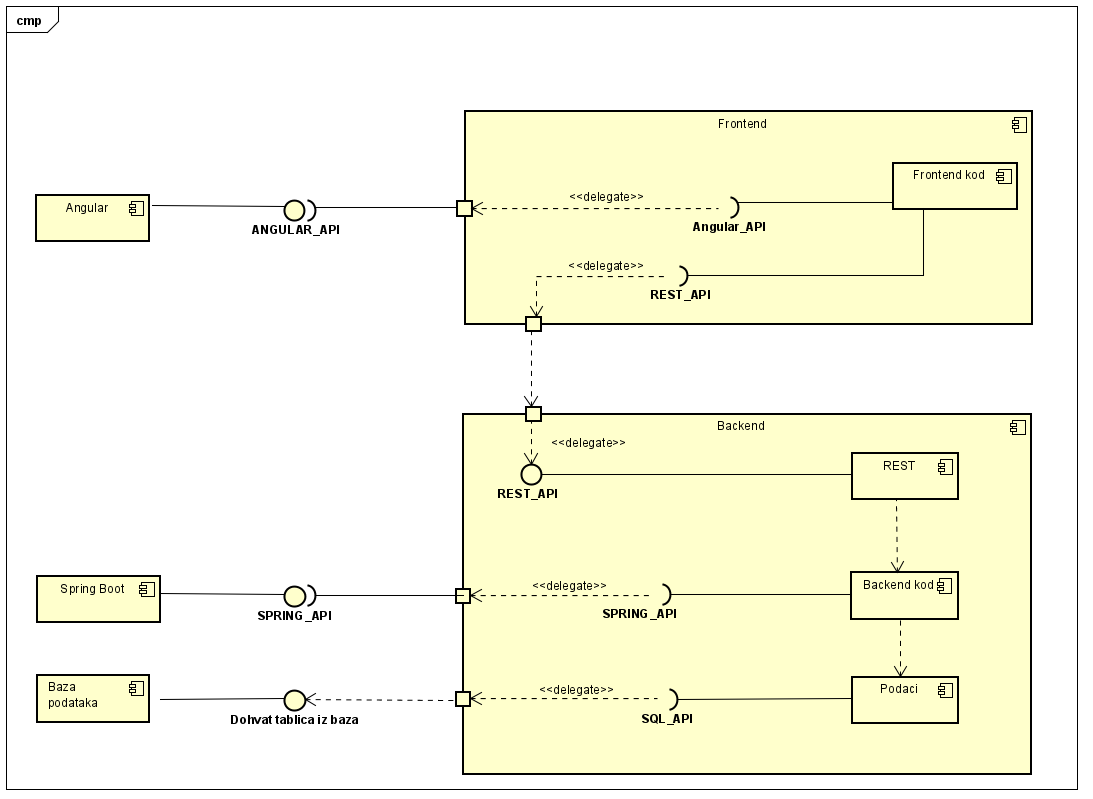 cmp
Frontend
Frontend kod
<<delegate>>
Angular
ANGULAR_API
Angular_API
<<delegate>>
REST_API
Backend
<<delegate>>
REST
REST_API
Spring Boot
SPRING_API
<<delegate>>
SPRING_API
Backend kod
Baza
podataka
Dohvat tablica iz baza
<<delegate>>
SQL_API
Podaci